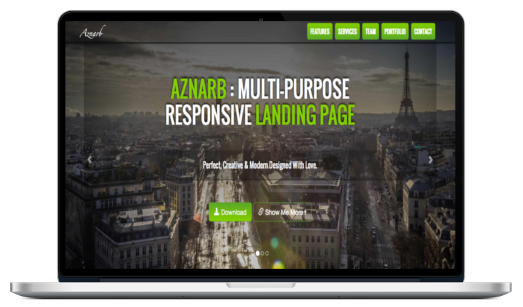 Aznarb
FEATURES SERVICES TEAM PORTFOLIO CONTACT
AZNARB : MULTI-PURPOSE
RESPONSIVE LANDING PAGE
Perfect, Creative & Modern Designed With Love.
Download Show Me More !